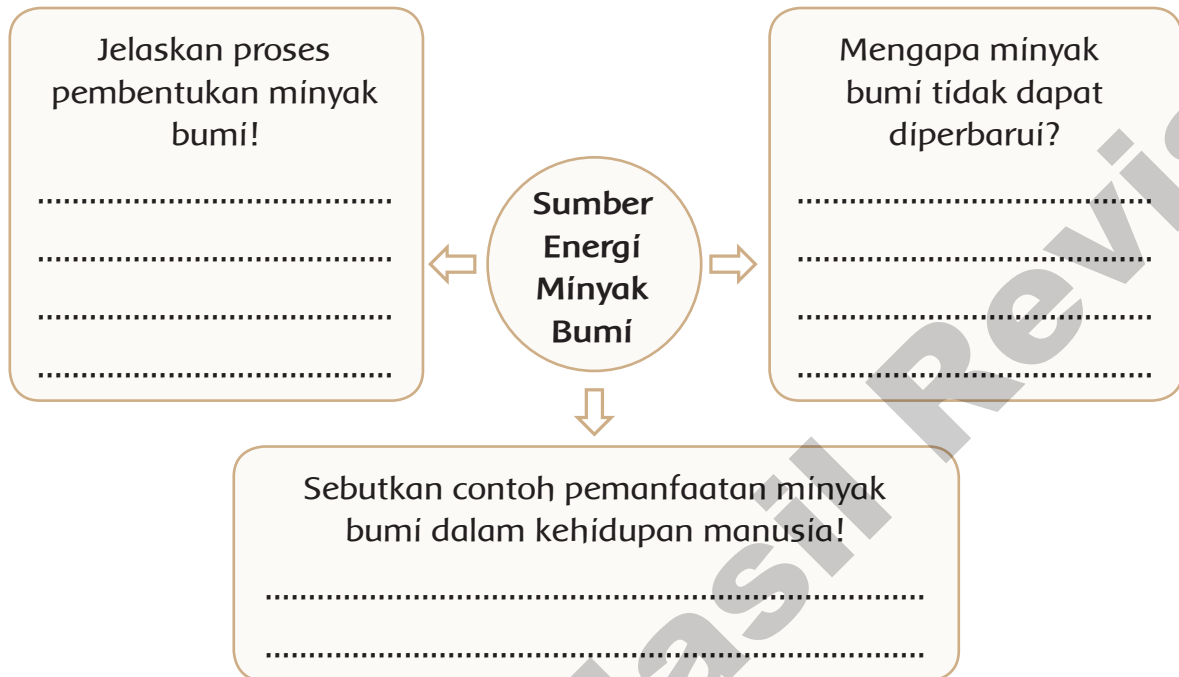 Jelaskan proses
pembentukan minyak
bumi!
............................................
............................................
............................................
............................................
Sumber
Energi
Minyak
Bumi
Mengapa minyak
bumi tidak dapat
diperbarui?
............................................
............................................
............................................
............................................
Sebutkan contoh pemanfaatan minyak
bumi dalam kehidupan manusia!
................................................................................
................................................................................